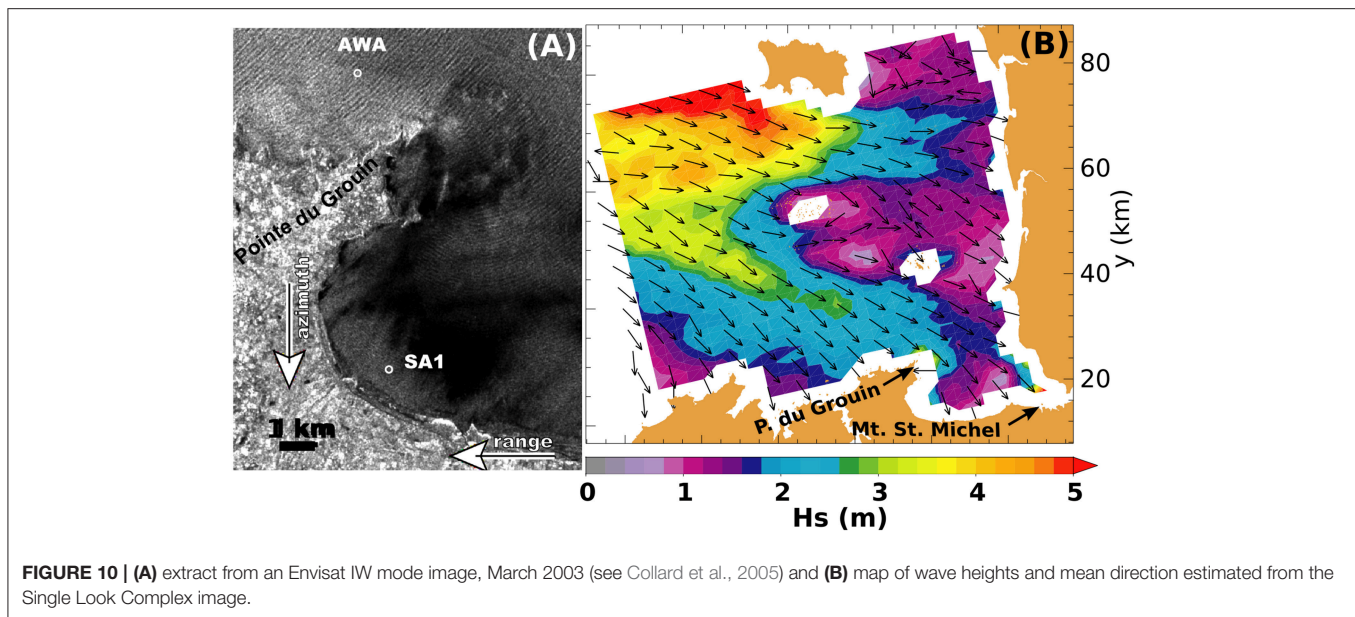 (A)
AWA
Pointe du Grouin
azimuth
SA1
1 km
range
(B)
80
60
y (km)
40
20
P. du Grouin
Mt. St. Michel
0 1 2 3 4 5
Hs (m)
FIGURE 10 | (A) extract from an Envisat IW mode image, March 2003 (see Collard et al., 2005) and (B) map of wave heights and mean direction estimated from the
Single Look Complex image.